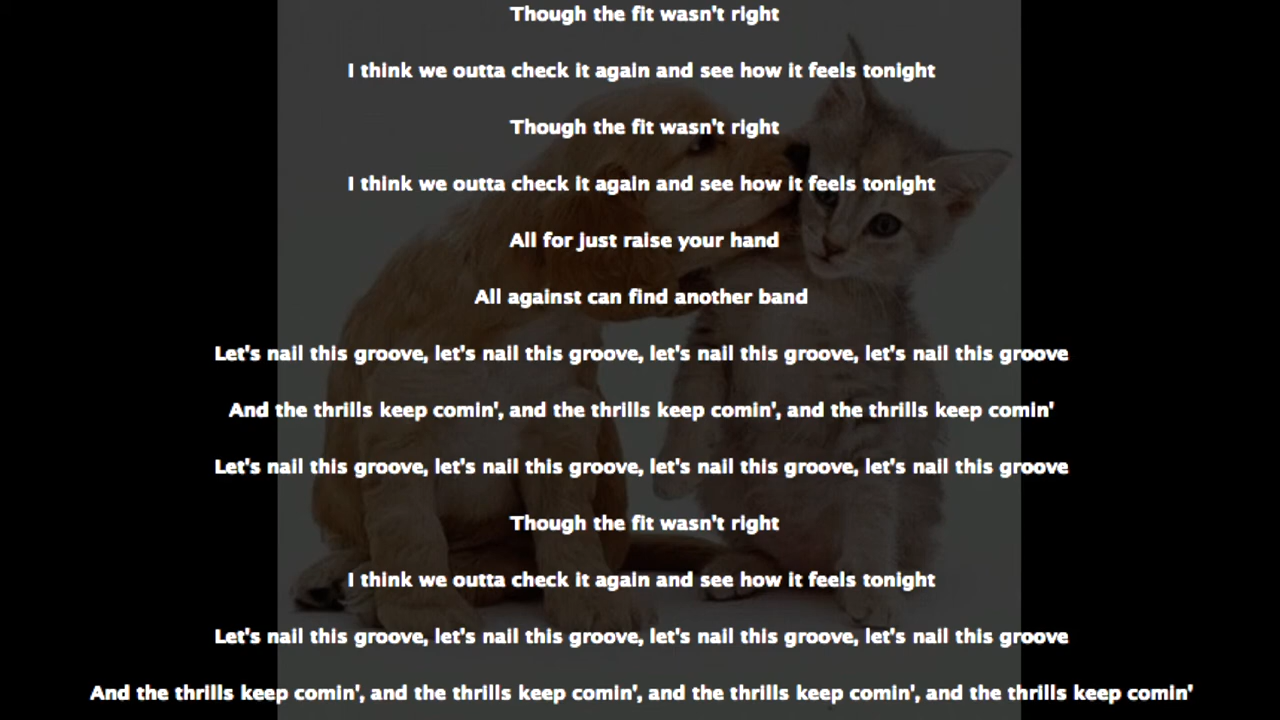 Though the fit wasn't right
I think we outta check it again and see how it feels tonight
Though the fit wasn't right
I think we outta check it again and see how it feels tonight
All for just raise your hand
All against can find another band
Let's nail this groove, let's nail this groove, let's nail this groove, let's nail this groove
And the thrills keep comin', and the thrills keep comin', and the thrills keep comin'
Let's nail this groove, let's nail this groove, let's nail this groove, let's nail this groove
Though the fit wasn't right
I think we outta check it again and see how it feels tonight
Let's nail this groove, let's nail this groove, let's nail this groove, let's nail this groove
And the thrills keep comin', and the thrills keep comin', and the thrills keep comin', and the thrills keep comin'